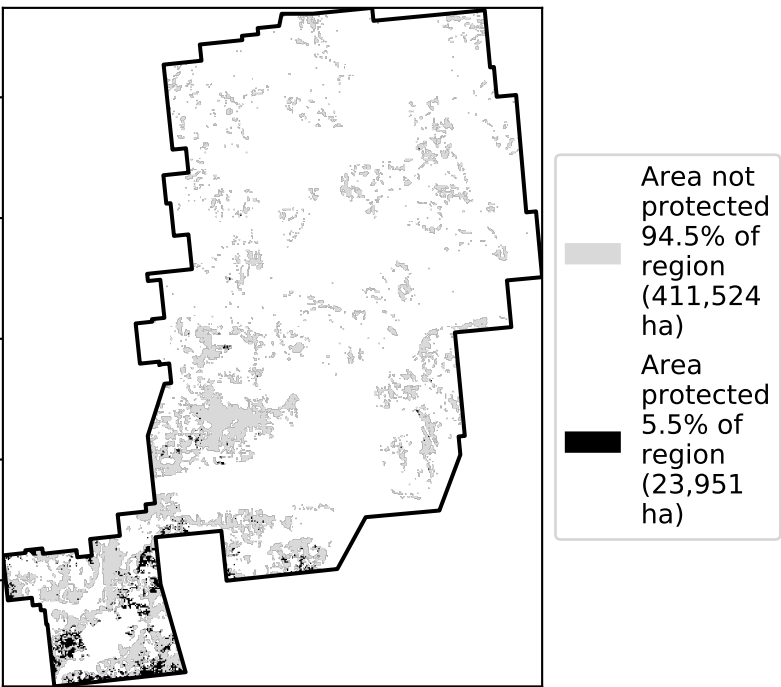 Area not
protected
94.5% of
region
(411,524
ha)
Area
protected
5.5% of
region
(23,951
ha)